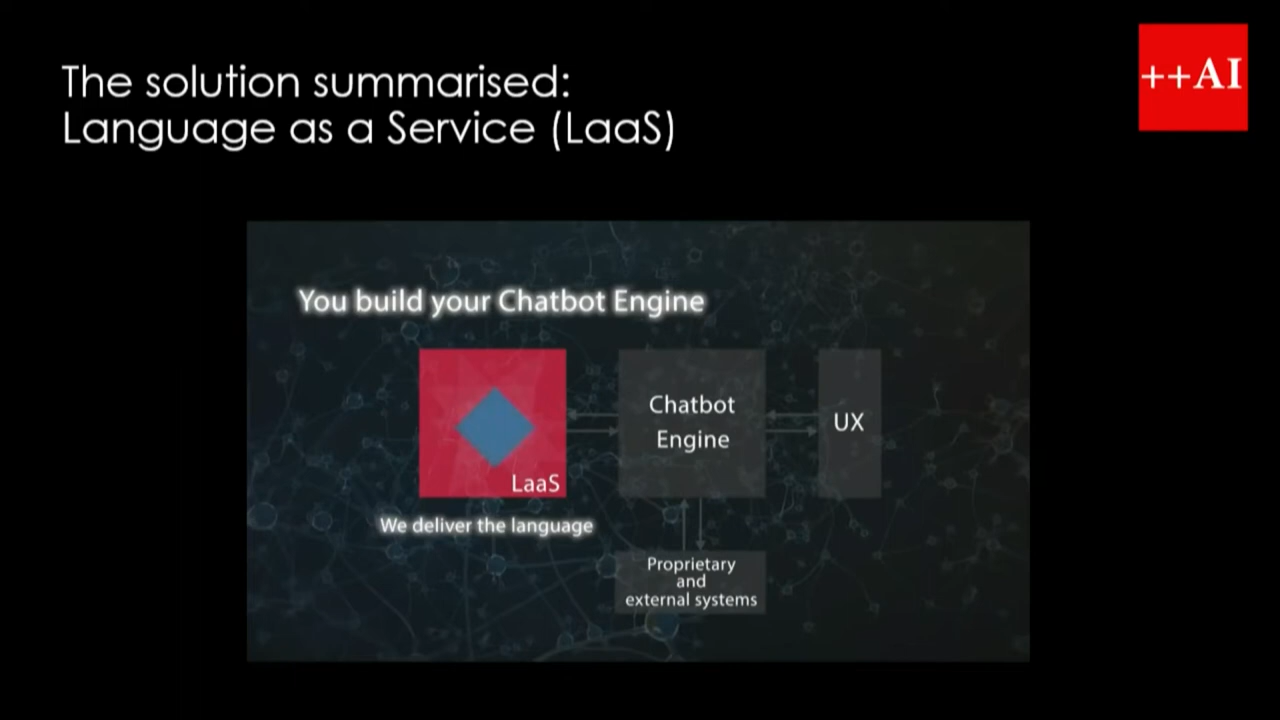 The solution summarised:
Language as a Service (LaaS)
++AI
You build your Chatbot Engine
Chatbot
Engine
UX
LaaS
We deliver the language
Proprietary
and
external systems